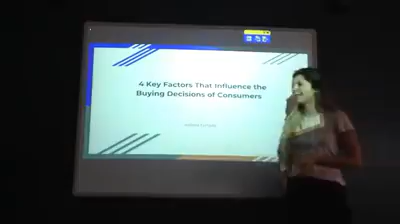 4 Key Factors That Influence the
Buying Decisions of Consumers